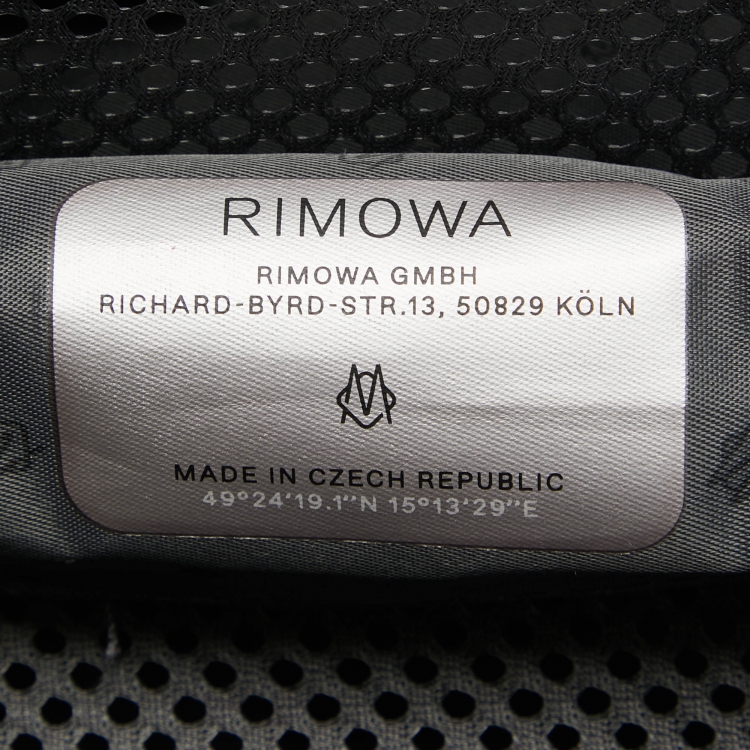 RIMOWA
RIMOWA GMBH
RICHARD-BYRD-STR.13, 50829 KÖLN
MADE IN CZECH REPUBLIC
49°24'19.1"N 15°13'29"E